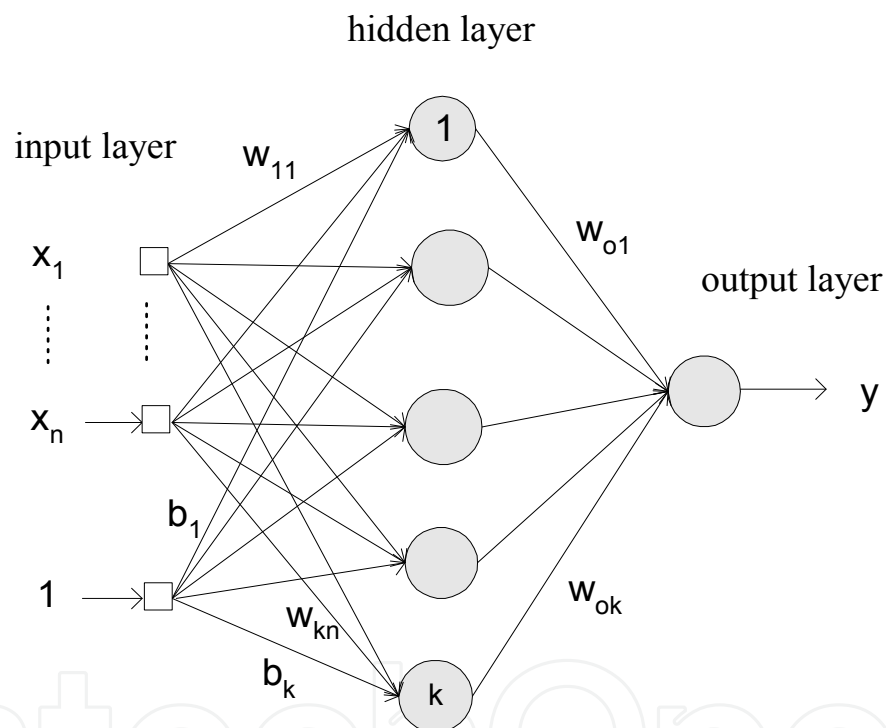 hidden layer
1
input layer
w11
x1
wo1
output layer
xn
y
b1
1
wkn
wok
bk
k